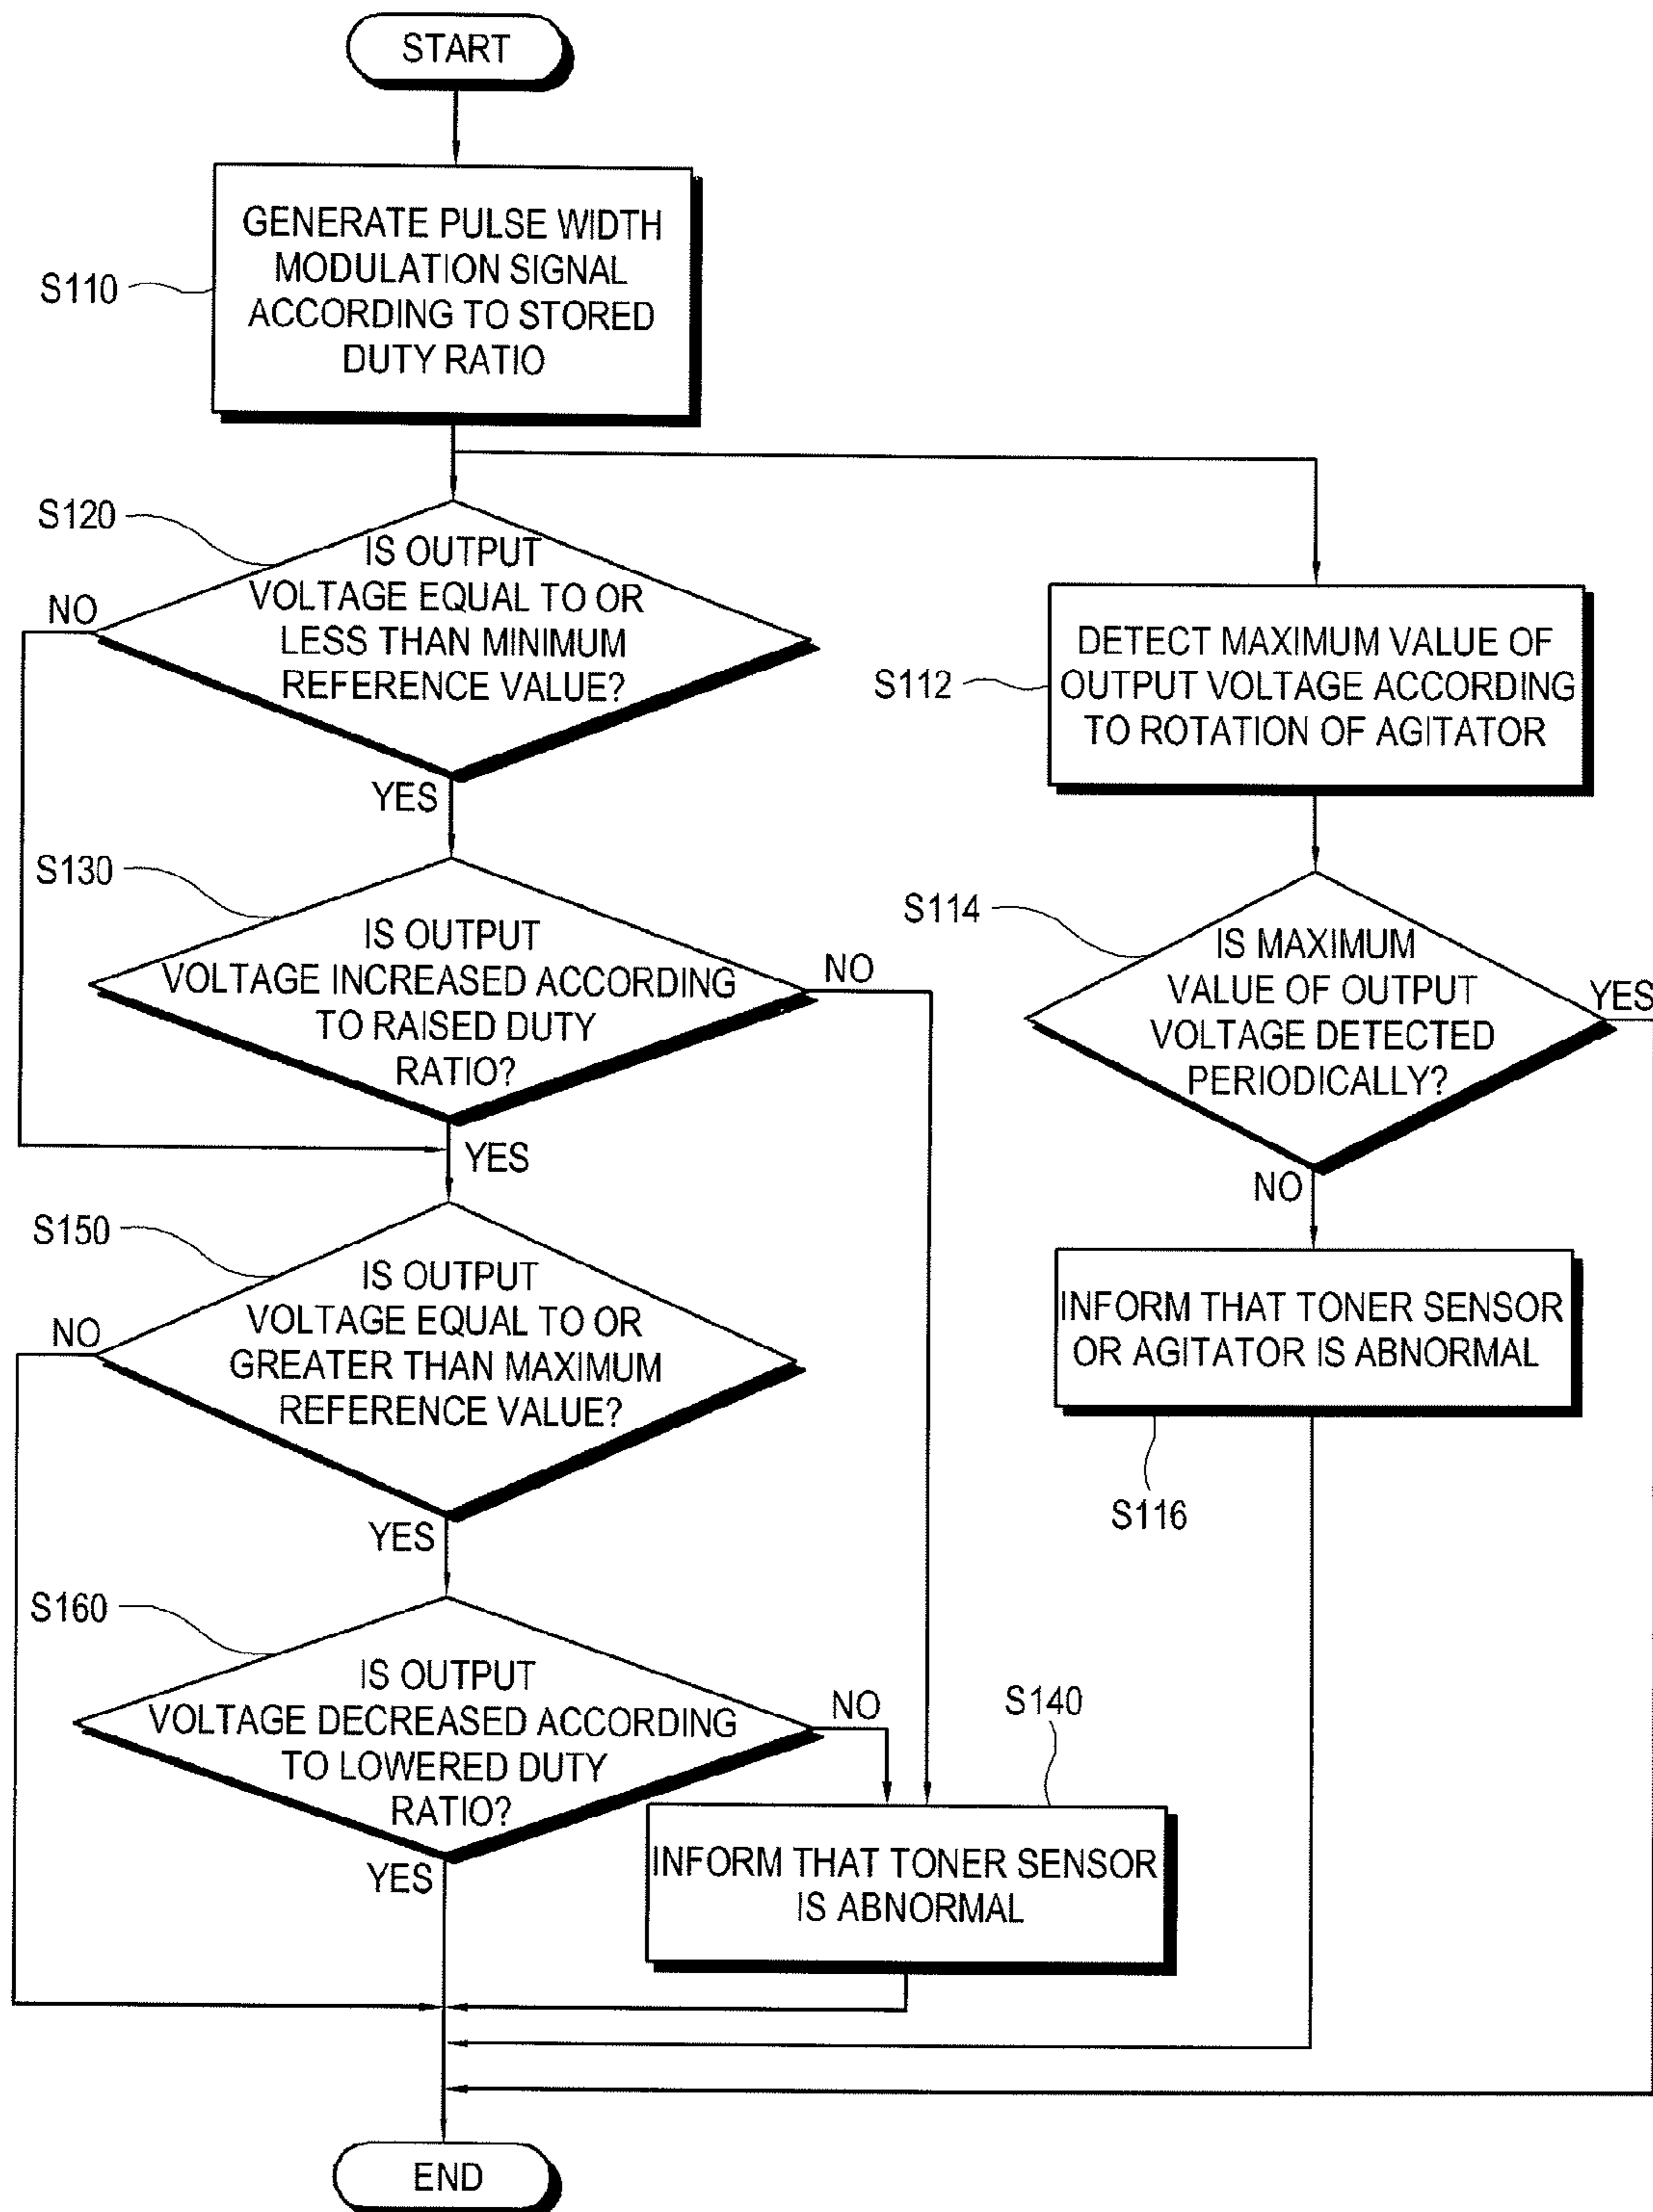 START
GENERATE PULSE WIDTH
MODULATION SIGNAL
ACCORDING TO STORED
DUTY RATIO
S110
S120
IS OUTPUT
VOLTAGE EQUAL TO OR
LESS THAN MINIMUM
REFERENCE VALUE?
NO
YES
S112
DETECT MAXIMUM VALUE OF
OUTPUT VOLTAGE ACCORDING
TO ROTATION OF AGITATOR
S130
IS OUTPUT
VOLTAGE INCREASED ACCORDING
TO RAISED DUTY
RATIO?
NO
YES
S114
IS MAXIMUM
VALUE OF OUTPUT
VOLTAGE DETECTED
PERIODICALLY?
YES
NO
S150
IS OUTPUT
VOLTAGE EQUAL TO OR
GREATER THAN MAXIMUM
REFERENCE VALUE?
NO
YES
INFORM THAT TONER SENSOR
OR AGITATOR IS ABNORMAL
S116
S160
IS OUTPUT
VOLTAGE DECREASED ACCORDING
TO LOWERED DUTY
RATIO?
NO
YES
S140
INFORM THAT TONER SENSOR
IS ABNORMAL
END